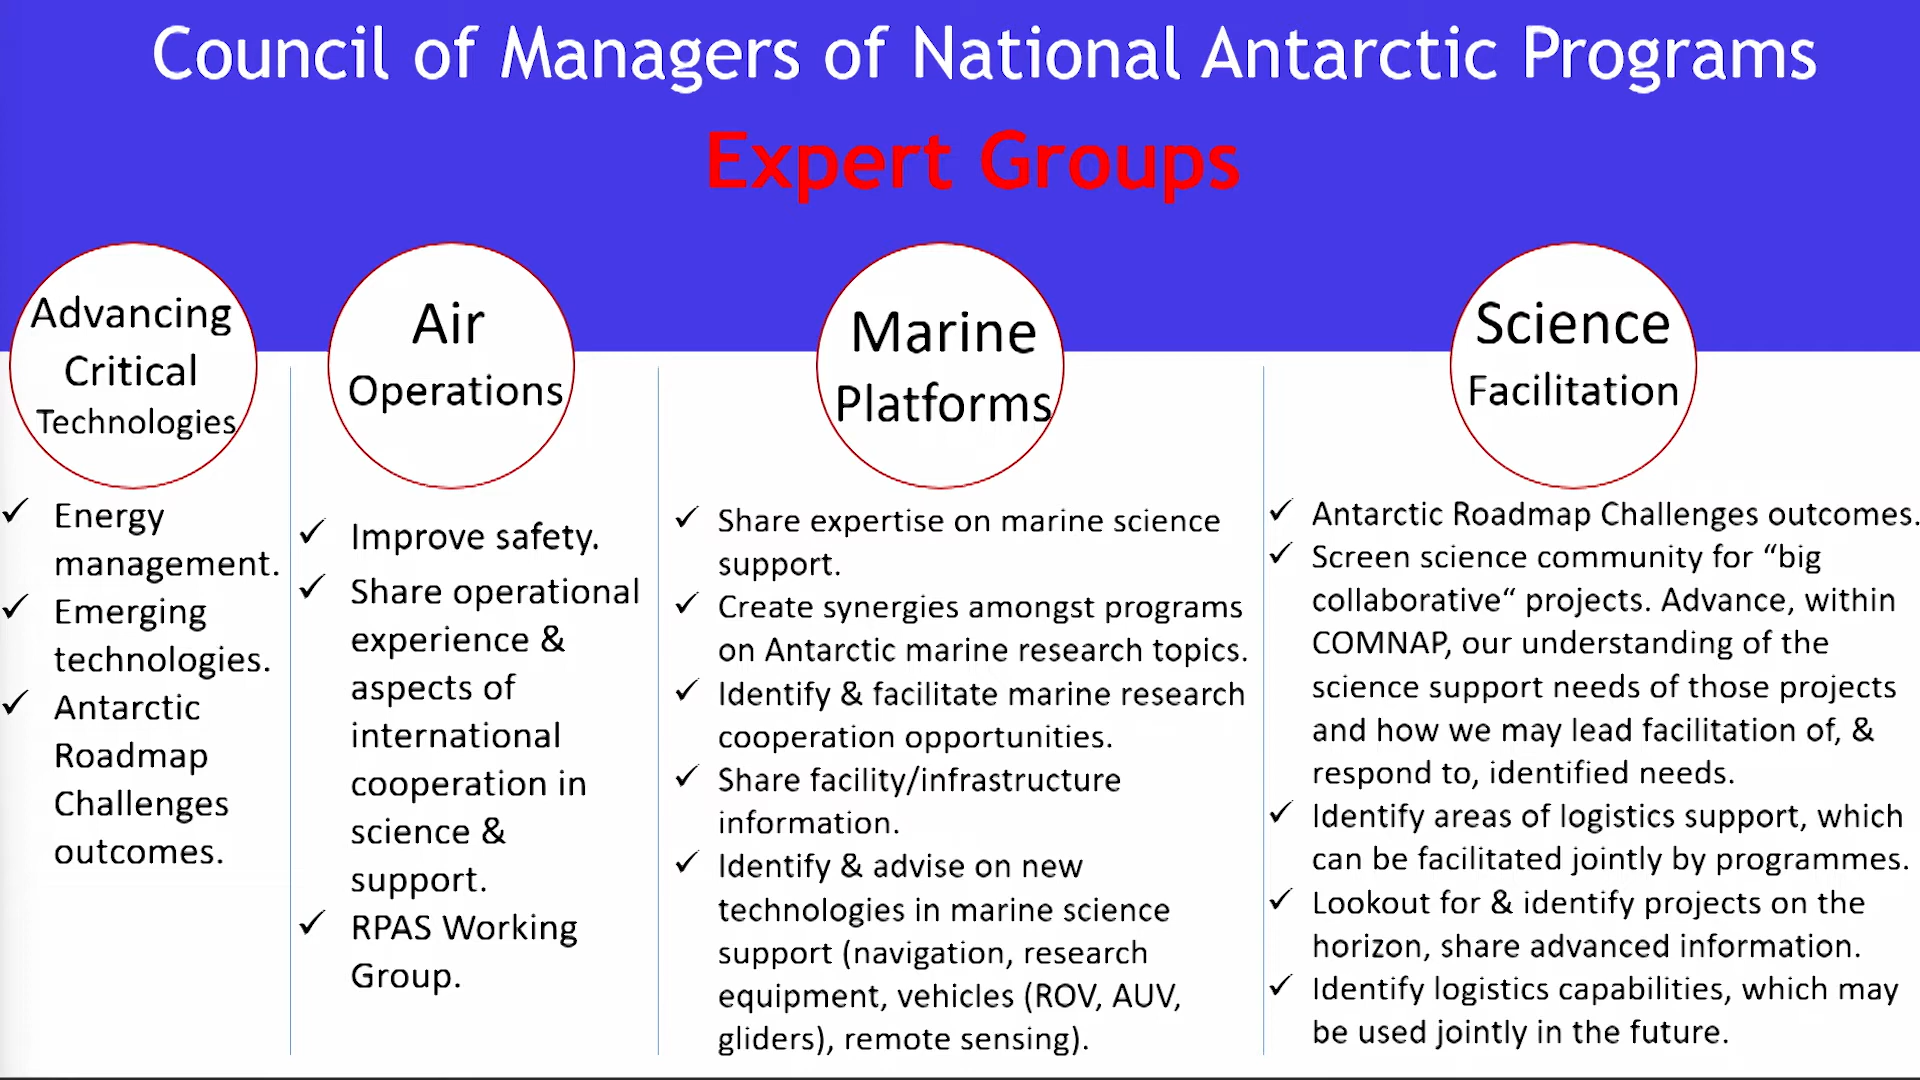 Council of Managers of National Antarctic Programs
Expert Groups
Advancing
Critical
Technologies
✓ Energy
management.
✓ Emerging
technologies.
✓ Antarctic
Roadmap
Challenges
outcomes.
Air
Operations
✓ Improve safety.
✓ Share operational
experience &
aspects of
international
cooperation in
science &
support.
✓ RPAS Working
Group.
Marine
Platforms
✓ Share expertise on marine science
support.
✓ Create synergies amongst programs
on Antarctic marine research topics.
✓ Identify & facilitate marine research
cooperation opportunities.
✓ Share facility/infrastructure
information.
✓ Identify & advise on new
technologies in marine science
support (navigation, research
equipment, vehicles (ROV, AUV,
gliders), remote sensing).
Science
Facilitation
✓ Antarctic Roadmap Challenges outcomes.
✓ Screen science community for “big
collaborative“ projects. Advance, within
COMNAP, our understanding of the
science support needs of those projects
and how we may lead facilitation of, &
respond to, identified needs.
✓ Identify areas of logistics support, which
can be facilitated jointly by programmes.
✓ Lookout for & identify projects on the
horizon, share advanced information.
✓ Identify logistics capabilities, which may
be used jointly in the future.